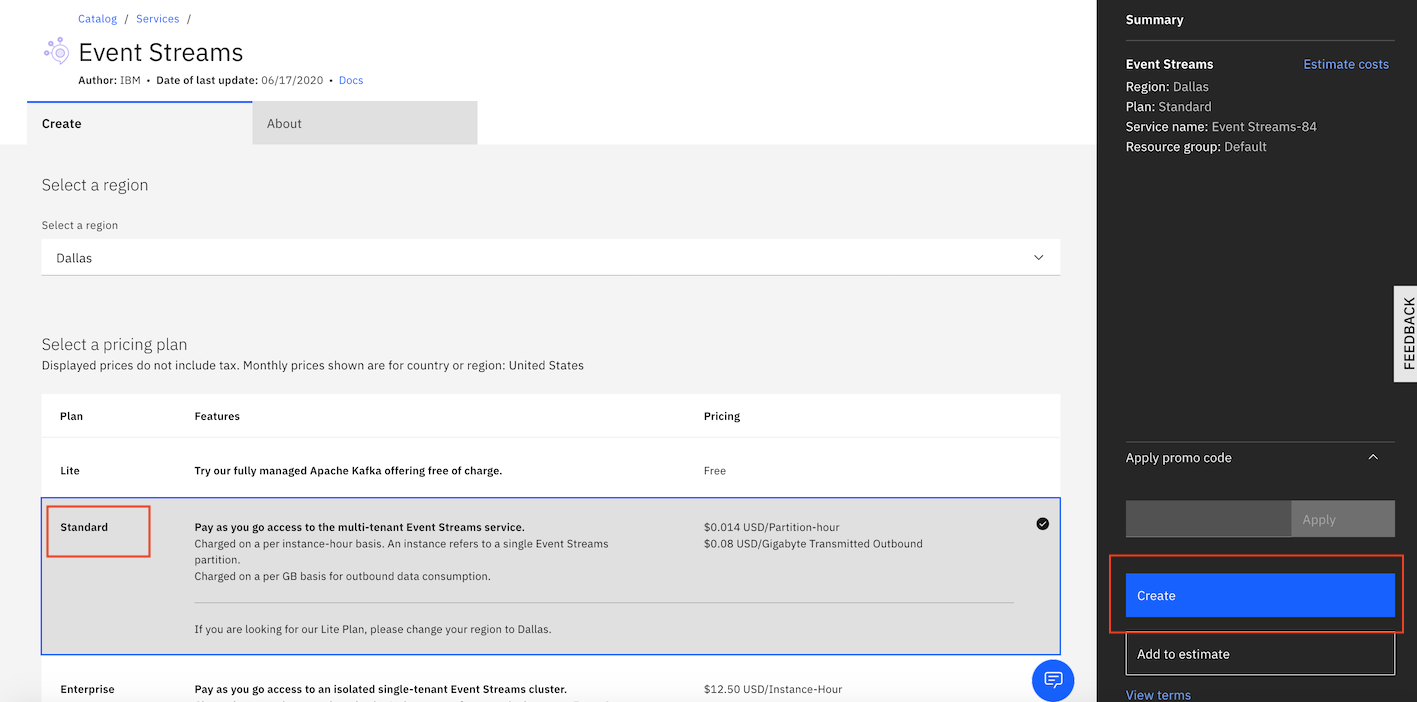 Catalog / Services /
Event Streams
Author: IBM • Date of last update: 06/17/2020 • Docs
Create
About
Select a region
Select a region
Dallas
Select a pricing plan
Displayed prices do not include tax. Monthly prices shown are for country or region: United States
Plan Features Pricing
Lite Try our fully managed Apache Kafka offering free of charge. Free
Standard Pay as you go access to the multi-tenant Event Streams service. $0.014 USD/Partition-hour
Charged on a per instance-hour basis. An instance refers to a single Event Streams $0.08 USD/Gigabyte Transmitted Outbound
partition.
Charged on a per GB basis for outbound data consumption.
If you are looking for our Lite Plan, please change your region to Dallas.
Enterprise Pay as you go access to an isolated single-tenant Event Streams cluster. $12.50 USD/Instance-Hour
Summary
Event Streams Estimate costs
Region: Dallas
Plan: Standard
Service name: Event Streams-84
Resource group: Default
FEEDBACK
Apply promo code
Apply
Create
Add to estimate
View terms